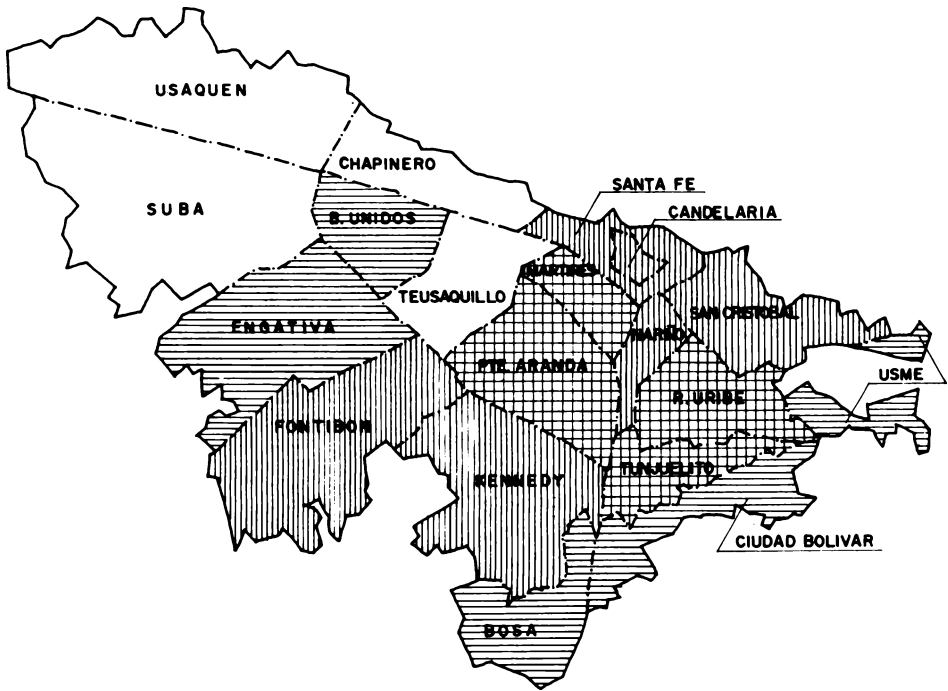 USAQUEN
CHAPINERO
SANTA FE
CANDELARIA
SUBA
B. UNIDOS
MARTIRES
TEUSAQUILLO
ENGATIVA
SAN CRISTOBAL
NARIÑO
PTE. ARANDA
USME
R. URIBE
FONTIBON
TUNJUELITO
KENNEDY
CIUDAD BOLIVAR
BOSA